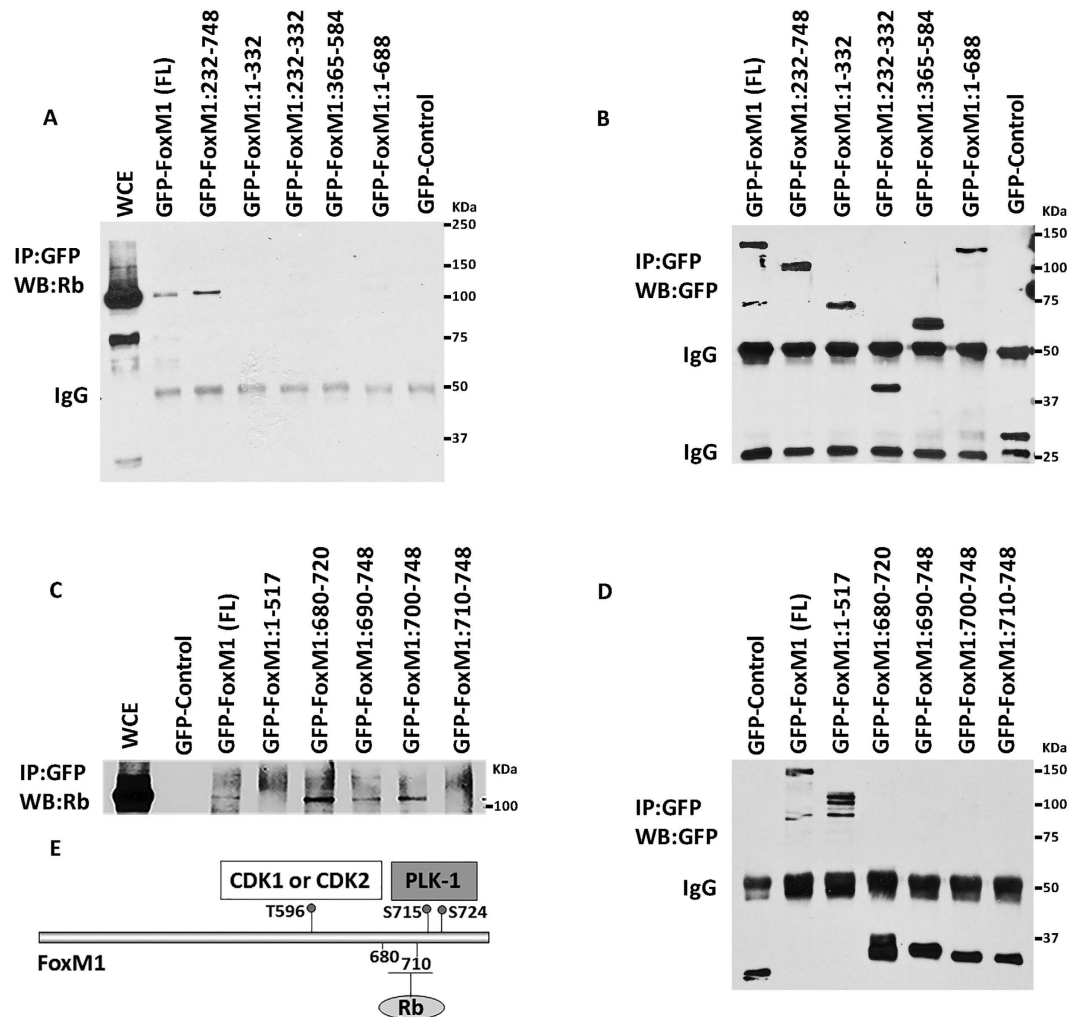 A
WCE
GFP-FoxM1 (FL)
GFP-FoxM1:232-748
GFP-FoxM1:1-332
GFP-FoxM1:232-332
GFP-FoxM1:365-584
GFP-FoxM1:1-688
GFP-Control
KDa
250
150
100
75
50
37
IP:GFP
WB:Rb
IgG
B
GFP-FoxM1 (FL)
GFP-FoxM1:232-748
GFP-FoxM1:1-332
GFP-FoxM1:232-332
GFP-FoxM1:365-584
GFP-FoxM1:1-688
GFP-Control
KDa
150
100
75
50
37
25
IP:GFP
WB:GFP
IgG
IgG
C
WCE
GFP-Control
GFP-FoxM1 (FL)
GFP-FoxM1:1-517
GFP-FoxM1:680-720
GFP-FoxM1:690-748
GFP-FoxM1:700-748
GFP-FoxM1:710-748
KDa
100
IP:GFP
WB:Rb
D
GFP-Control
GFP-FoxM1 (FL)
GFP-FoxM1:1-517
GFP-FoxM1:680-720
GFP-FoxM1:690-748
GFP-FoxM1:700-748
GFP-FoxM1:710-748
KDa
150
100
75
50
37
IP:GFP
WB:GFP
IgG
E
CDK1 or CDK2
PLK-1
T596
S715
S724
FoxM1
680
710
Rb